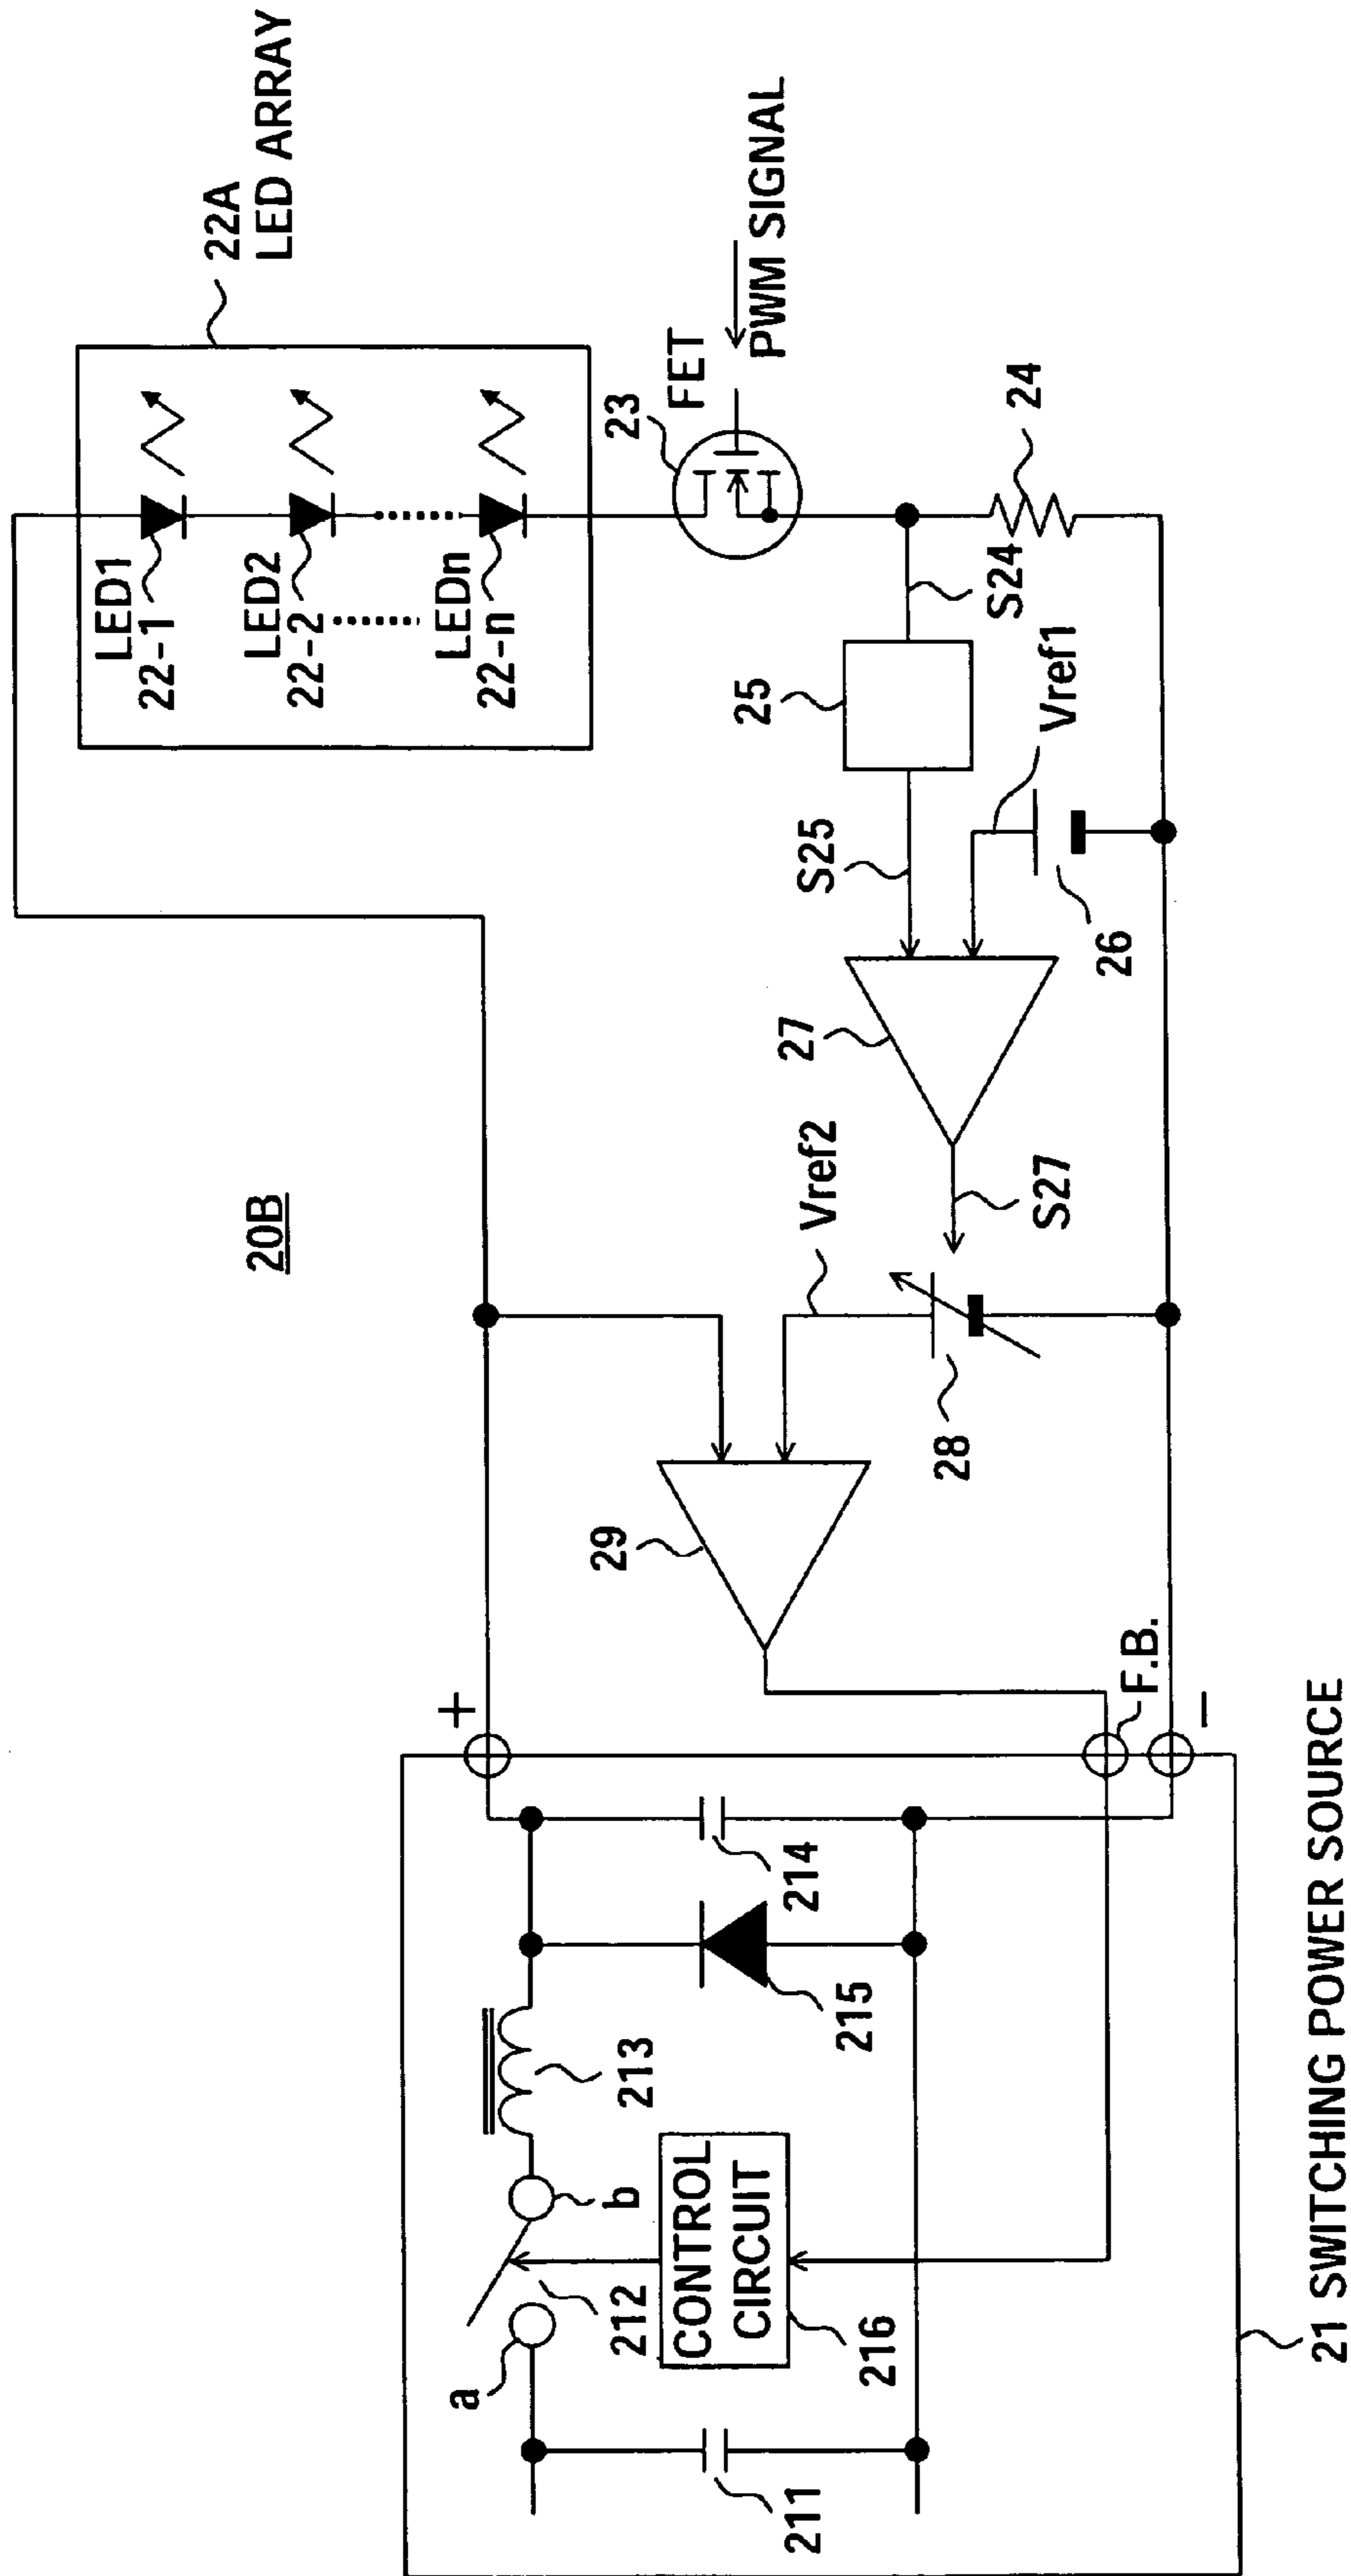 20B
22A
LED ARRAY
LED1
22-1
LED2
22-2
LEDn
22-n
23
FET
PWM SIGNAL
24
S24
25
S25
Vref1
26
27
S27
Vref2
28
29
+
F.B.
−
a
b
211
212
213
214
215
CONTROL
CIRCUIT
216
21 SWITCHING POWER SOURCE